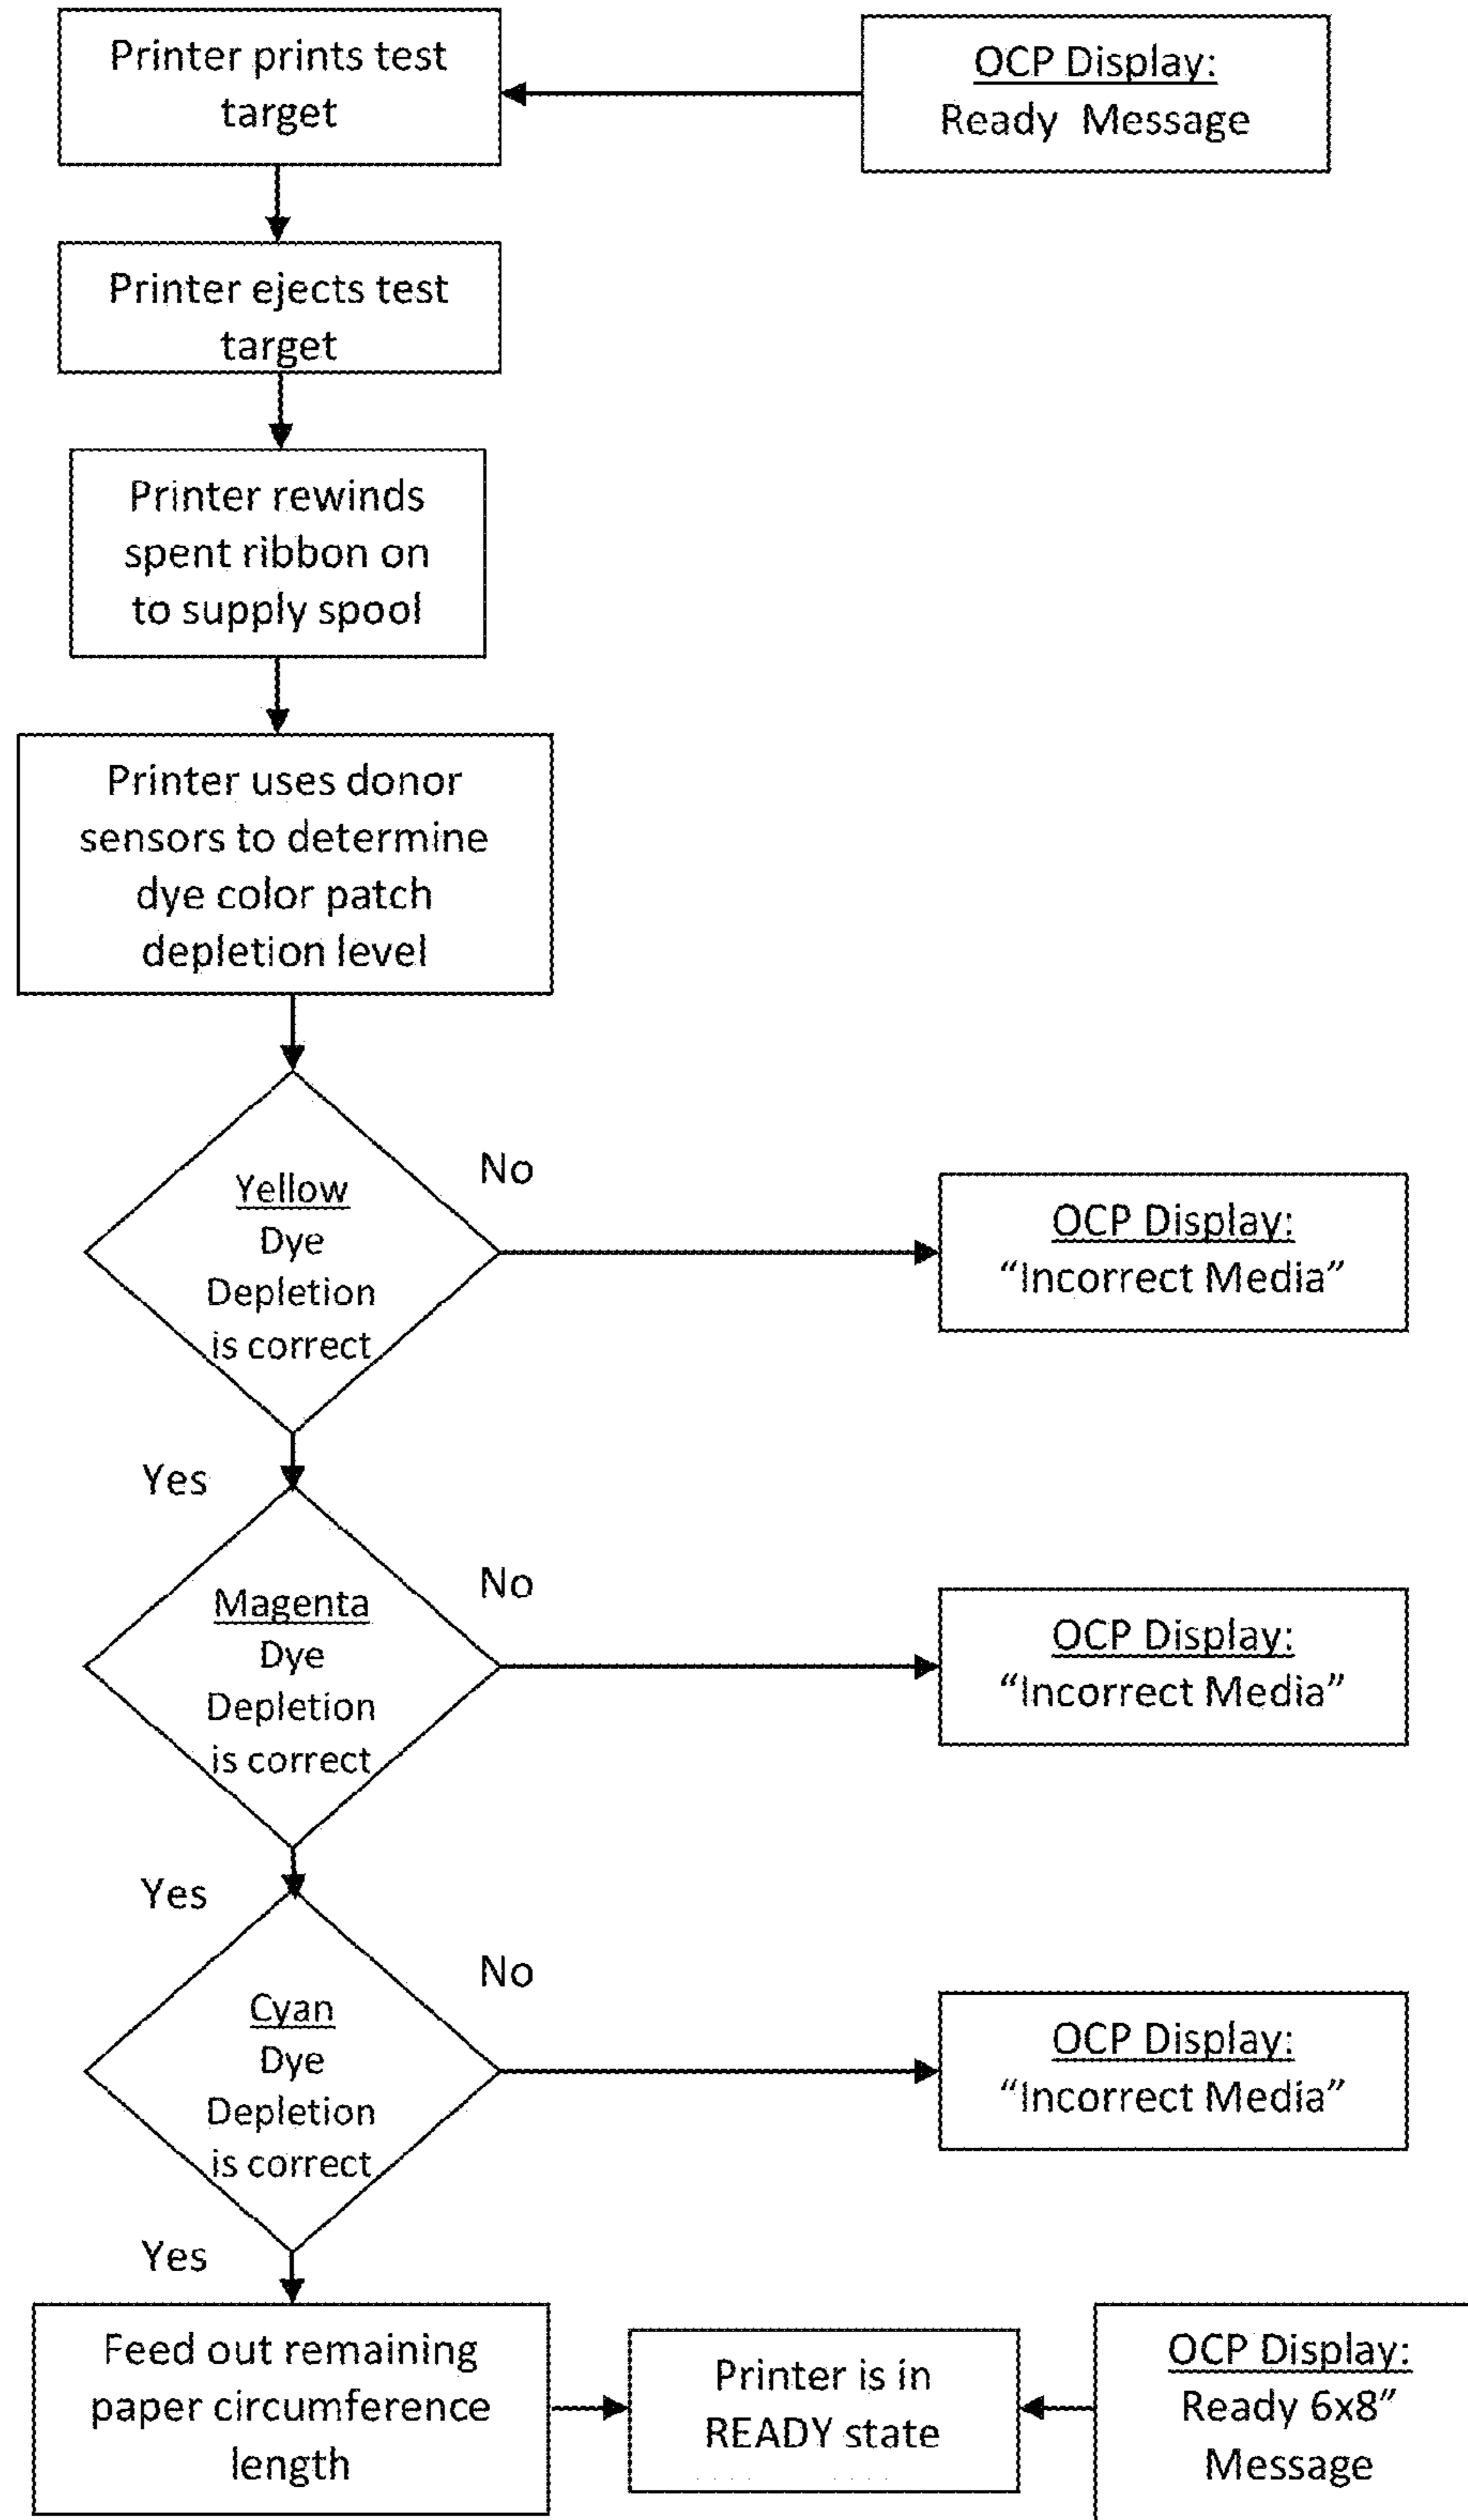 Printer prints test
target
OCP Display:
Ready Message
Printer ejects test
target
Printer rewinds
spent ribbon on
to supply spool
Printer uses donor
sensors to determine
dye color patch
depletion level
Yellow
Dye
Depletion
is correct
No
OCP Display:
“Incorrect Media”
Yes
Magenta
Dye
Depletion
is correct
No
OCP Display:
“Incorrect Media”
Yes
Cyan
Dye
Depletion
is correct
No
OCP Display:
“Incorrect Media”
Yes
Feed out remaining
paper circumference
length
Printer is in
READY state
OCP Display:
Ready 6x8”
Message